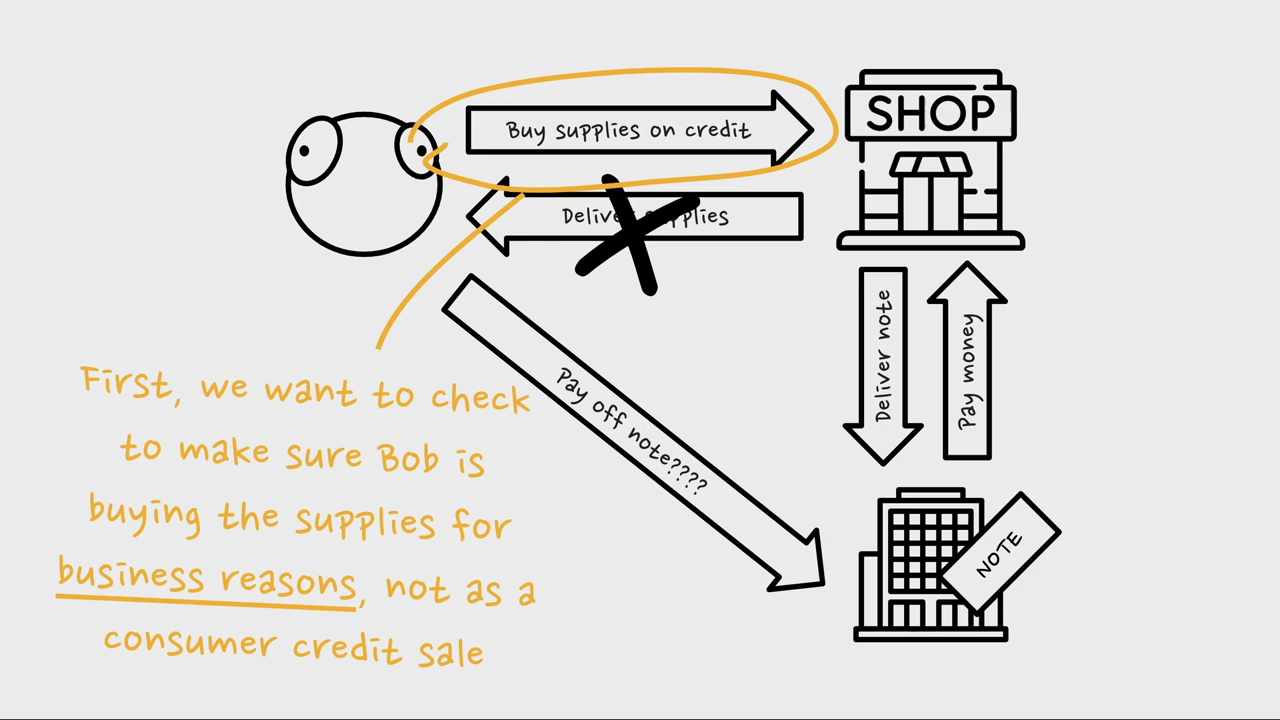 Buy supplies on credit
SHOP
Deliver supplies
Deliver note
Pay money
Pay off note????
NOTE
First, we want to check
to make sure Bob is
buying the supplies for
business reasons, not as a
consumer credit sale